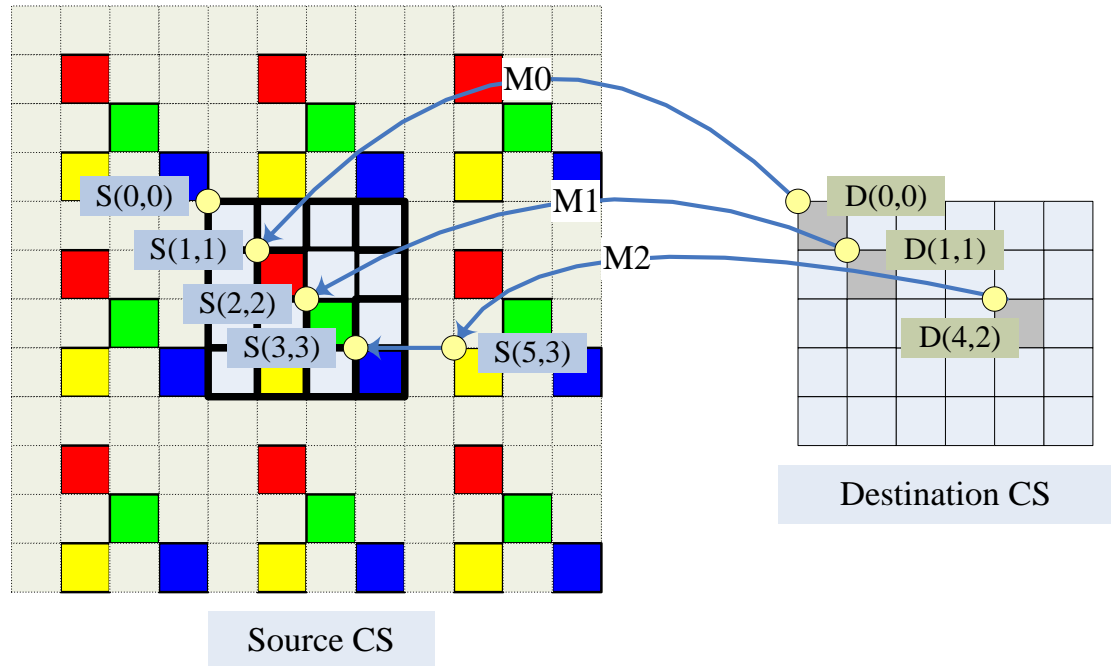 M0
S(0,0)
D(0,0)
M1
S(1,1)
D(1,1)
M2
S(2,2)
D(4,2)
S(3,3)
S(5,3)
Destination CS
Source CS